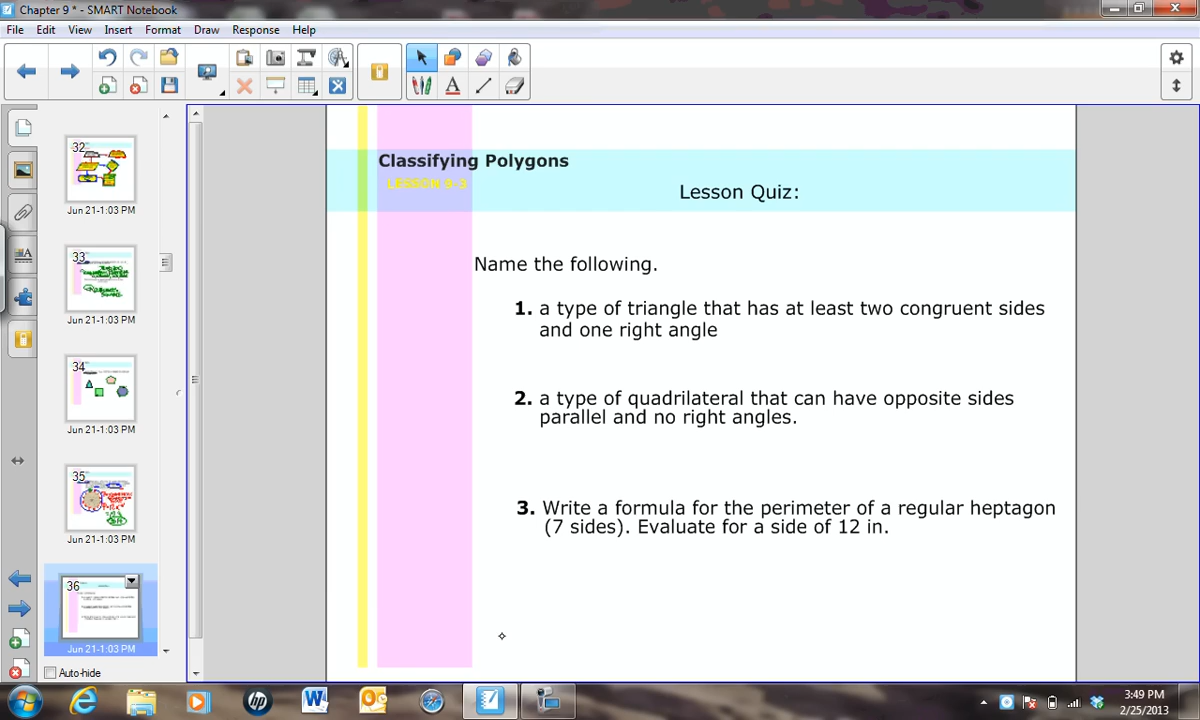 Chapter 9 * - SMART Notebook
File Edit View Insert Format Draw Response Help
32
Jun 21-1:03 PM
33
Jun 21-1:03 PM
34
Jun 21-1:03 PM
35
Jun 21-1:03 PM
36
Jun 21-1:03 PM
Auto-hide
Classifying Polygons
LESSON 9-3
Lesson Quiz:
Name the following.
1. a type of triangle that has at least two congruent sides
and one right angle
2. a type of quadrilateral that can have opposite sides
parallel and no right angles.
3. Write a formula for the perimeter of a regular heptagon
(7 sides). Evaluate for a side of 12 in.
3:49 PM
2/25/2013